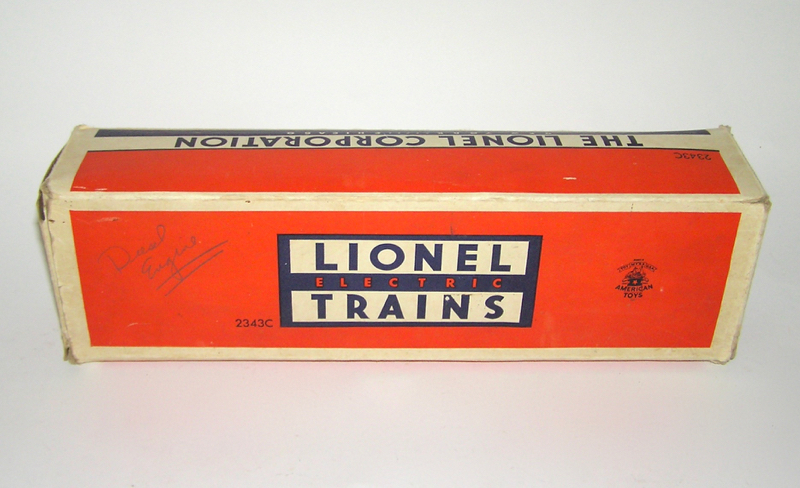 THE LIONEL CORPORATION
2343C
Diesel
Engine
LIONEL
ELECTRIC
TRAINS
2343C
AMERICAN
TOYS